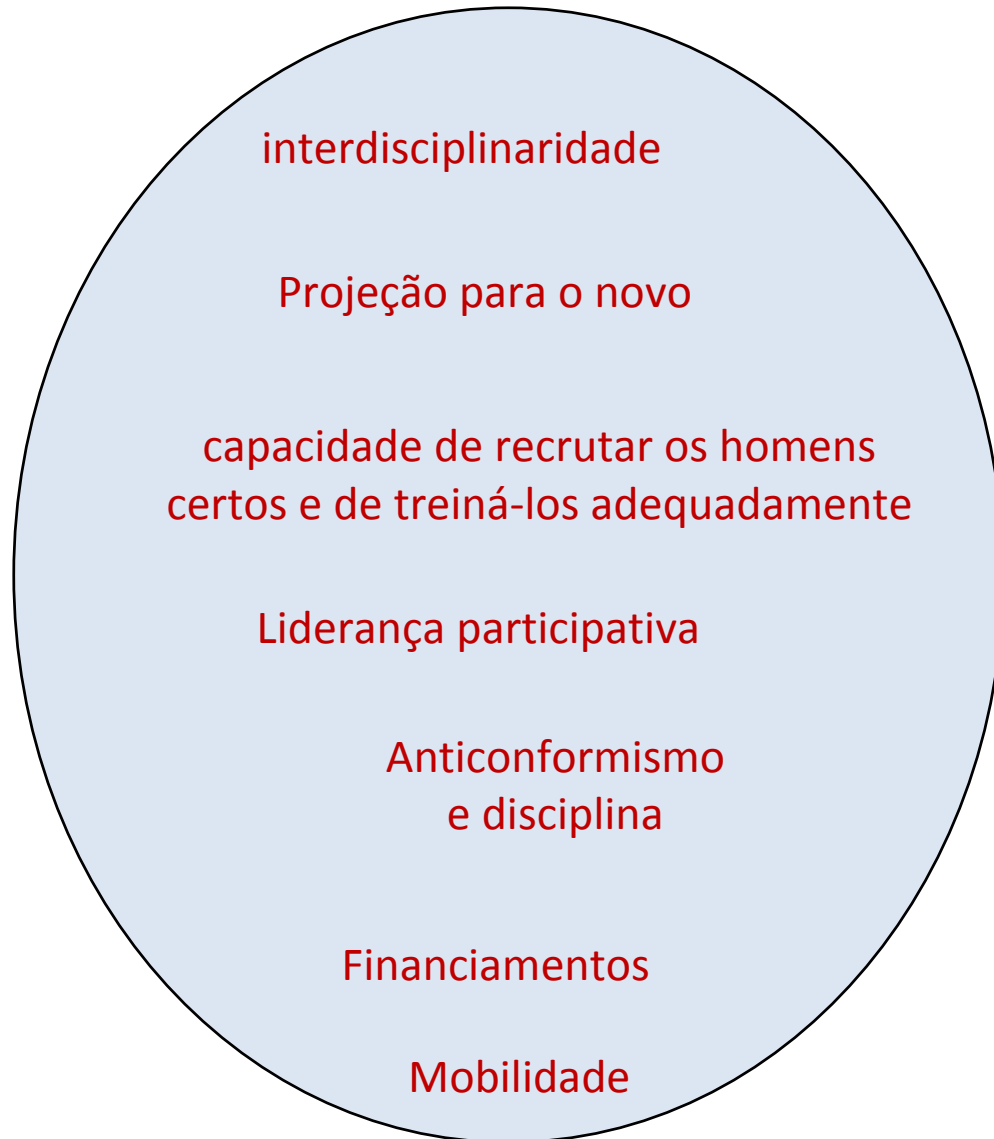 interdisciplinaridade
Projeção para o novo
capacidade de recrutar os homens
certos e de treiná-los adequadamente
Liderança participativa
Anticonformismo
e disciplina
Financiamentos
Mobilidade